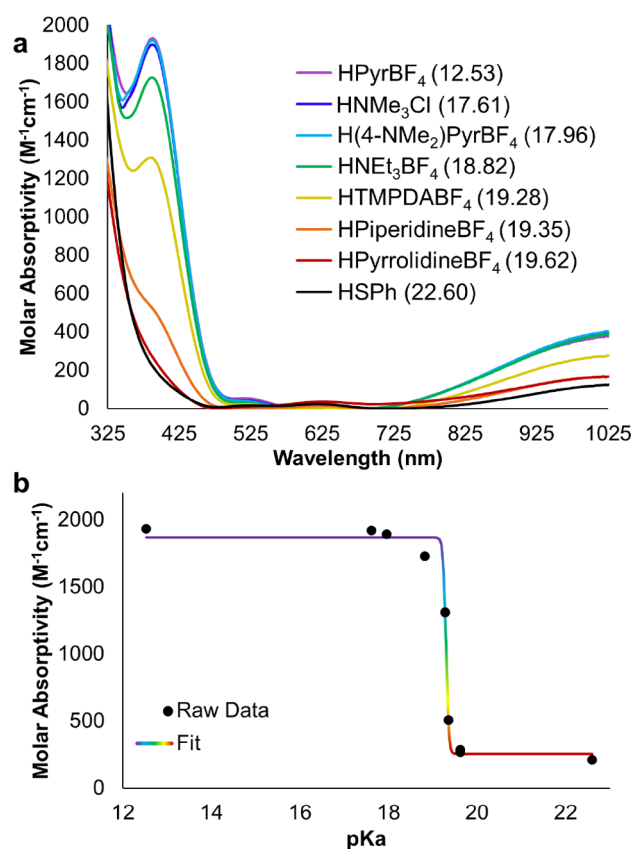 a
Molar Absorptivity (M⁻¹cm⁻¹)
2000
1800
1600
1400
1200
1000
800
600
400
200
0
HPyrBF₄ (12.53)
HNMe₃Cl (17.61)
H(4-NMe₂)PyrBF₄ (17.96)
HNEt₃BF₄ (18.82)
HTMPDABF₄ (19.28)
HPiperidineBF₄ (19.35)
HPyrrolidineBF₄ (19.62)
HSPh (22.60)
325 425 525 625 725 825 925 1025
Wavelength (nm)
b
Molar Absorptivity (M⁻¹cm⁻¹)
2000
1500
1000
500
0
Raw Data
Fit
12 14 16 18 20 22
pKa